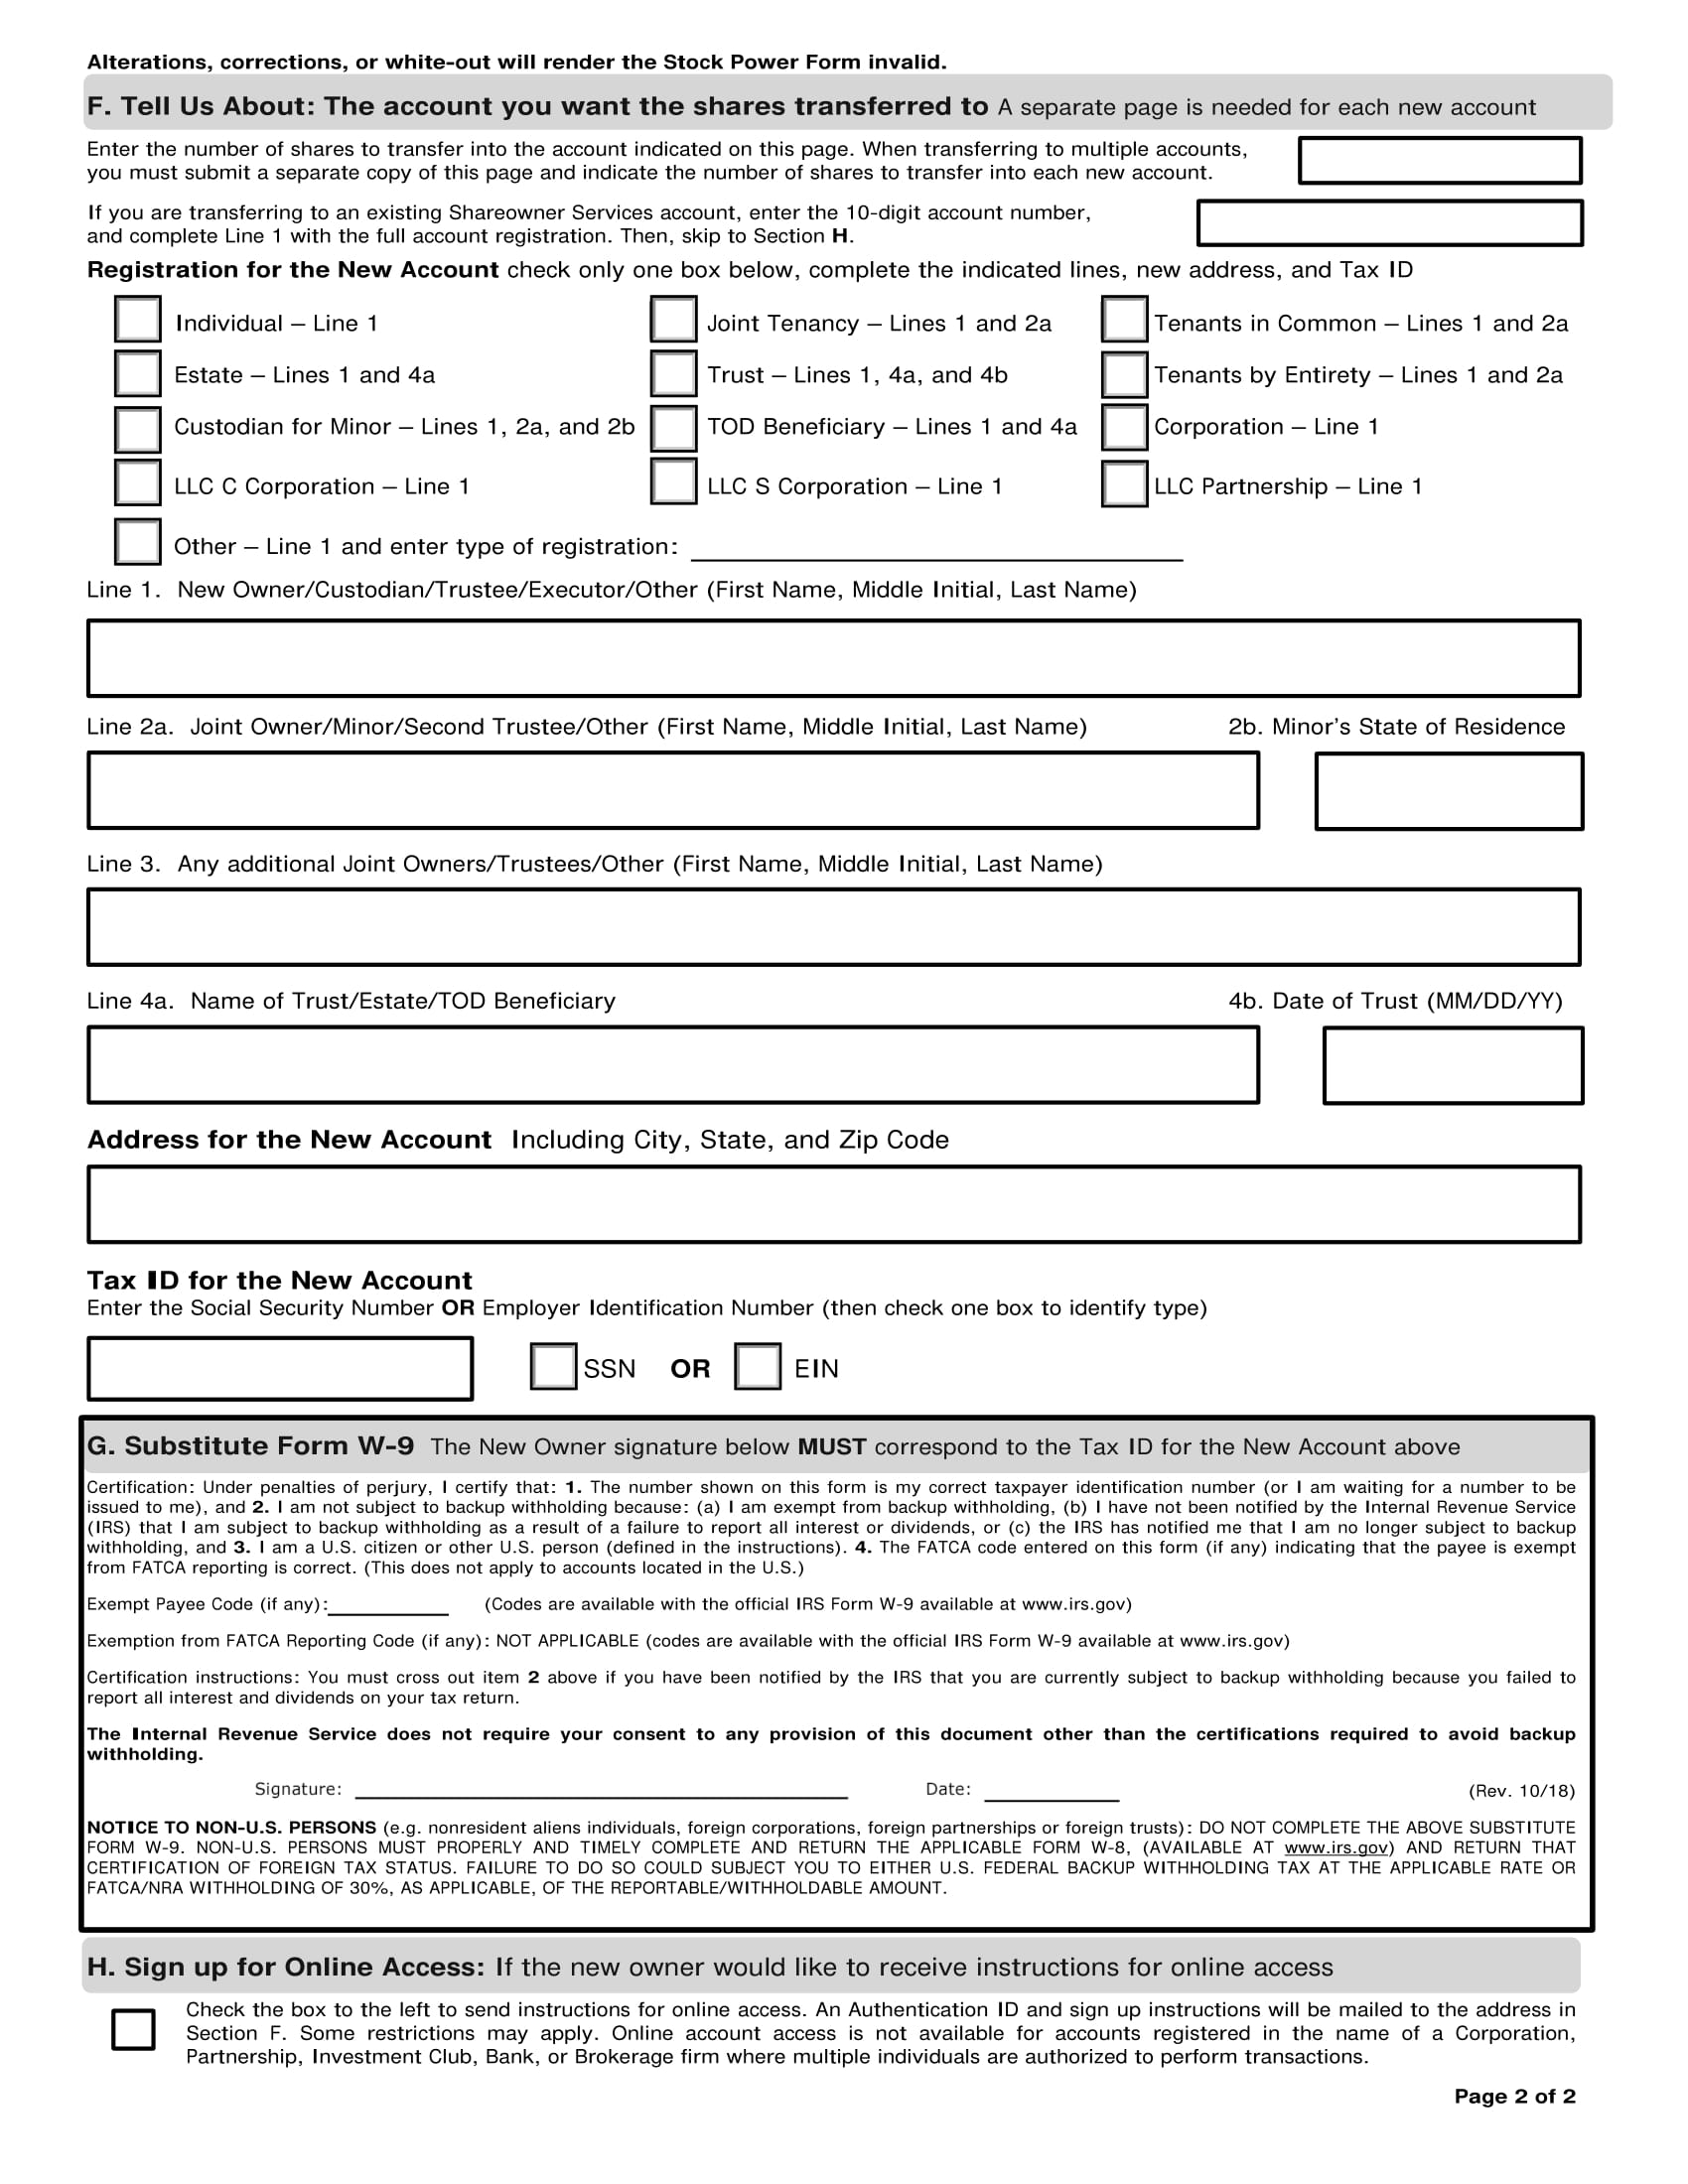 Alterations, corrections, or white-out will render the Stock Power Form invalid.
F. Tell Us About: The account you want the shares transferred to A separate page is needed for each new account
Enter the number of shares to transfer into the account indicated on this page. When transferring to multiple accounts,
you must submit a separate copy of this page and indicate the number of shares to transfer into each new account.
If you are transferring to an existing Shareowner Services account, enter the 10-digit account number,
and complete Line 1 with the full account registration. Then, skip to Section H.
Registration for the New Account check only one box below, complete the indicated lines, new address, and Tax ID
Individual – Line 1 Joint Tenancy – Lines 1 and 2a Tenants in Common – Lines 1 and 2a
Estate – Lines 1 and 4a Trust – Lines 1, 4a, and 4b Tenants by Entirety – Lines 1 and 2a
Custodian for Minor – Lines 1, 2a, and 2b TOD Beneficiary – Lines 1 and 4a Corporation – Line 1
LLC C Corporation – Line 1 LLC S Corporation – Line 1 LLC Partnership – Line 1
Other – Line 1 and enter type of registration:
Line 1. New Owner/Custodian/Trustee/Executor/Other (First Name, Middle Initial, Last Name)
Line 2a. Joint Owner/Minor/Second Trustee/Other (First Name, Middle Initial, Last Name) 2b. Minor's State of Residence
Line 3. Any additional Joint Owners/Trustees/Other (First Name, Middle Initial, Last Name)
Line 4a. Name of Trust/Estate/TOD Beneficiary 4b. Date of Trust (MM/DD/YY)
Address for the New Account Including City, State, and Zip Code
Tax ID for the New Account
Enter the Social Security Number OR Employer Identification Number (then check one box to identify type)
SSN OR EIN
G. Substitute Form W-9 The New Owner signature below MUST correspond to the Tax ID for the New Account above
Certification: Under penalties of perjury, I certify that: 1. The number shown on this form is my correct taxpayer identification number (or I am waiting for a number to be
issued to me), and 2. I am not subject to backup withholding because: (a) I am exempt from backup withholding, (b) I have not been notified by the Internal Revenue Service
(IRS) that I am subject to backup withholding as a result of a failure to report all interest or dividends, or (c) the IRS has notified me that I am no longer subject to backup
withholding, and 3. I am a U.S. citizen or other U.S. person (defined in the instructions). 4. The FATCA code entered on this form (if any) indicating that the payee is exempt
from FATCA reporting is correct. (This does not apply to accounts located in the U.S.)
Exempt Payee Code (if any): (Codes are available with the official IRS Form W-9 available at www.irs.gov)
Exemption from FATCA Reporting Code (if any): NOT APPLICABLE (codes are available with the official IRS Form W-9 available at www.irs.gov)
Certification instructions: You must cross out item 2 above if you have been notified by the IRS that you are currently subject to backup withholding because you failed to
report all interest and dividends on your tax return.
The Internal Revenue Service does not require your consent to any provision of this document other than the certifications required to avoid backup
withholding.
Signature: Date: (Rev. 10/18)
NOTICE TO NON-U.S. PERSONS (e.g. nonresident aliens individuals, foreign corporations, foreign partnerships or foreign trusts): DO NOT COMPLETE THE ABOVE SUBSTITUTE
FORM W-9. NON-U.S. PERSONS MUST PROPERLY AND TIMELY COMPLETE AND RETURN THE APPLICABLE FORM W-8, (AVAILABLE AT www.irs.gov) AND RETURN THAT
CERTIFICATION OF FOREIGN TAX STATUS. FAILURE TO DO SO COULD SUBJECT YOU TO EITHER U.S. FEDERAL BACKUP WITHHOLDING TAX AT THE APPLICABLE RATE OR
FATCA/NRA WITHHOLDING OF 30%, AS APPLICABLE, OF THE REPORTABLE/WITHHOLDABLE AMOUNT.
H. Sign up for Online Access: If the new owner would like to receive instructions for online access
Check the box to the left to send instructions for online access. An Authentication ID and sign up instructions will be mailed to the address in
Section F. Some restrictions may apply. Online account access is not available for accounts registered in the name of a Corporation,
Partnership, Investment Club, Bank, or Brokerage firm where multiple individuals are authorized to perform transactions.
Page 2 of 2